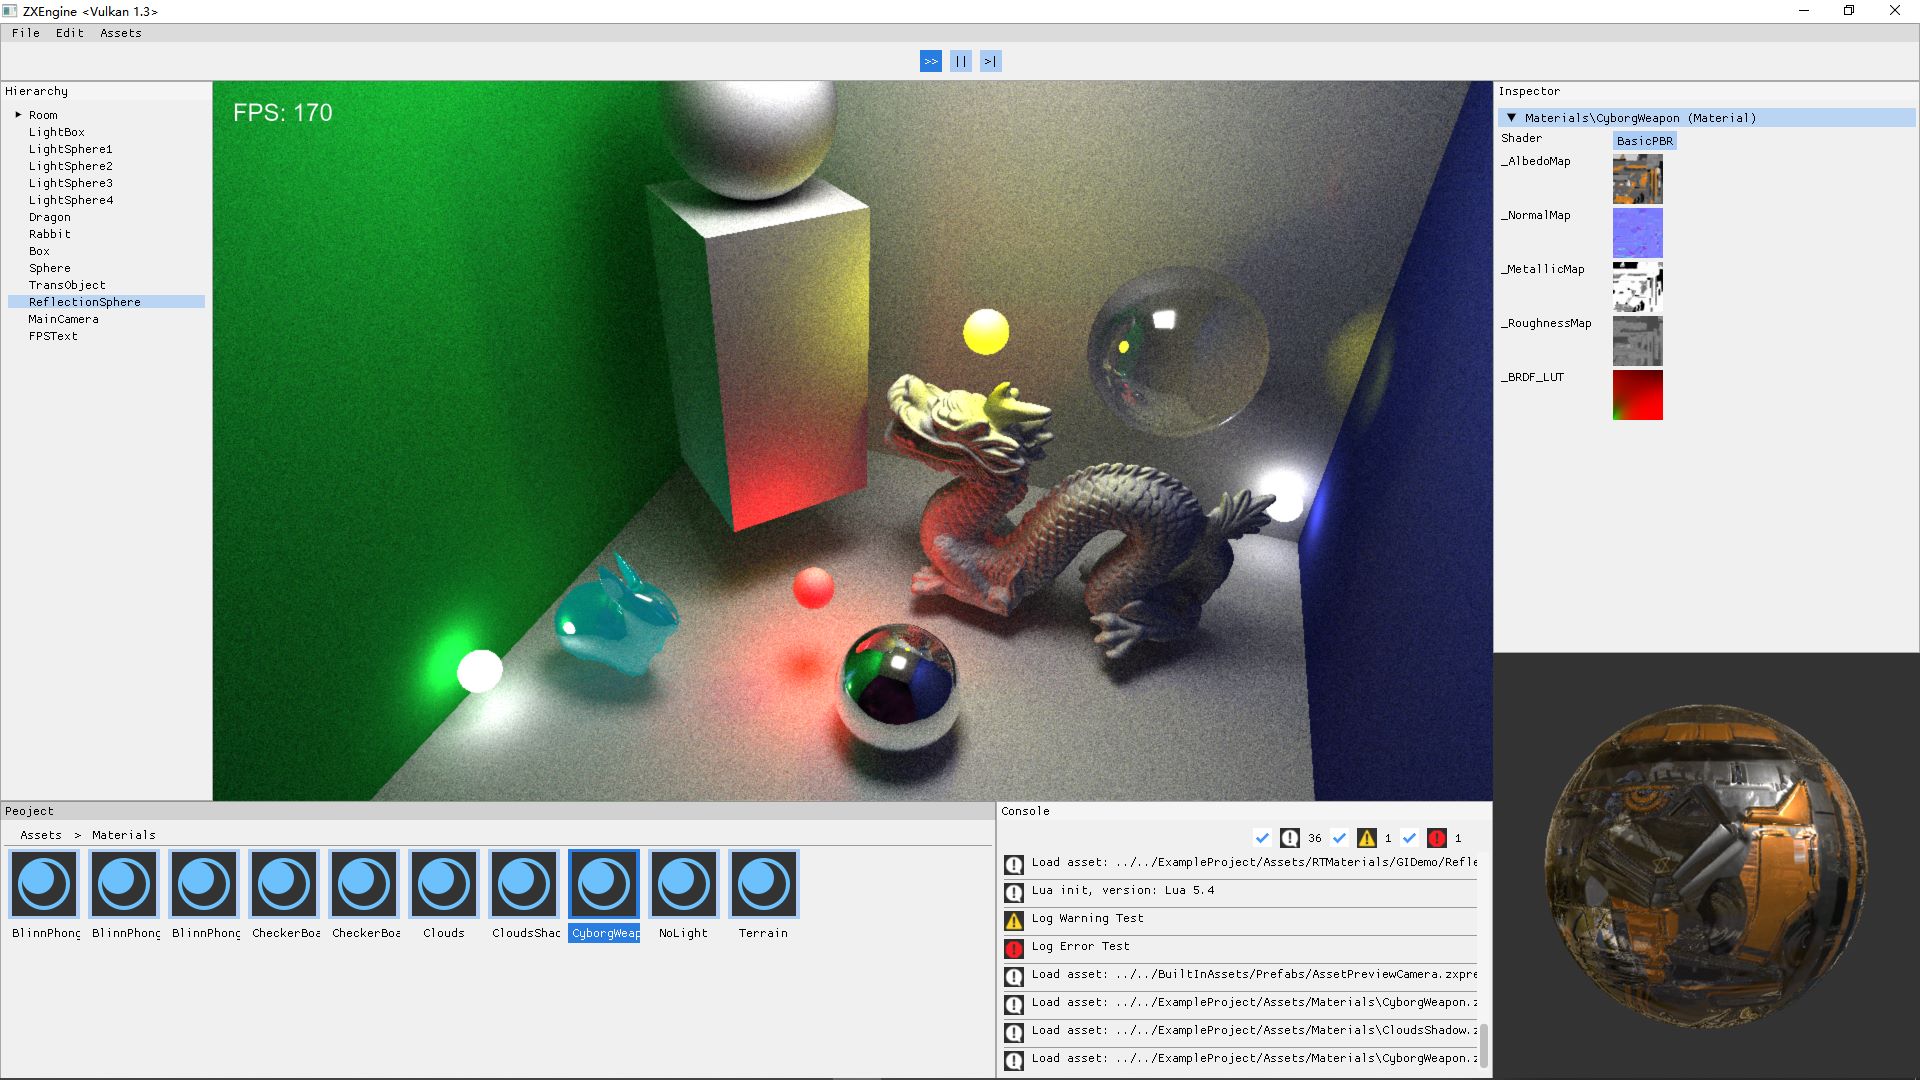 ZXEngine <Vulkan 1.3>
File Edit Assets
>> || >|
Hierarchy
Room
LightBox
LightSphere1
LightSphere2
LightSphere3
LightSphere4
Dragon
Rabbit
Box
Sphere
TransObject
ReflectionSphere
MainCamera
FPSText
FPS: 170
Inspector
Materials\CyborgWeapon (Material)
Shader BasicPBR
_AlbedoMap
_NormalMap
_MetallicMap
_RoughnessMap
_BRDF_LUT
Peoject
Assets > Materials
BlinnPhong BlinnPhong BlinnPhong CheckerBoa CheckerBoa Clouds CloudsShad CyborgWeap NoLight Terrain
Console
36 1 1
Load asset: ../../ExampleProject/Assets/RTMaterials/GIDemo/Refle
Lua init, version: Lua 5.4
Log Warning Test
Log Error Test
Load asset: ../../BuiltInAssets/Prefabs/AssetPreviewCamera.zxpre
Load asset: ../../ExampleProject/Assets/Materials\CyborgWeapon.z
Load asset: ../../ExampleProject/Assets/Materials\CloudsShadow.z
Load asset: ../../ExampleProject/Assets/Materials\CyborgWeapon.z